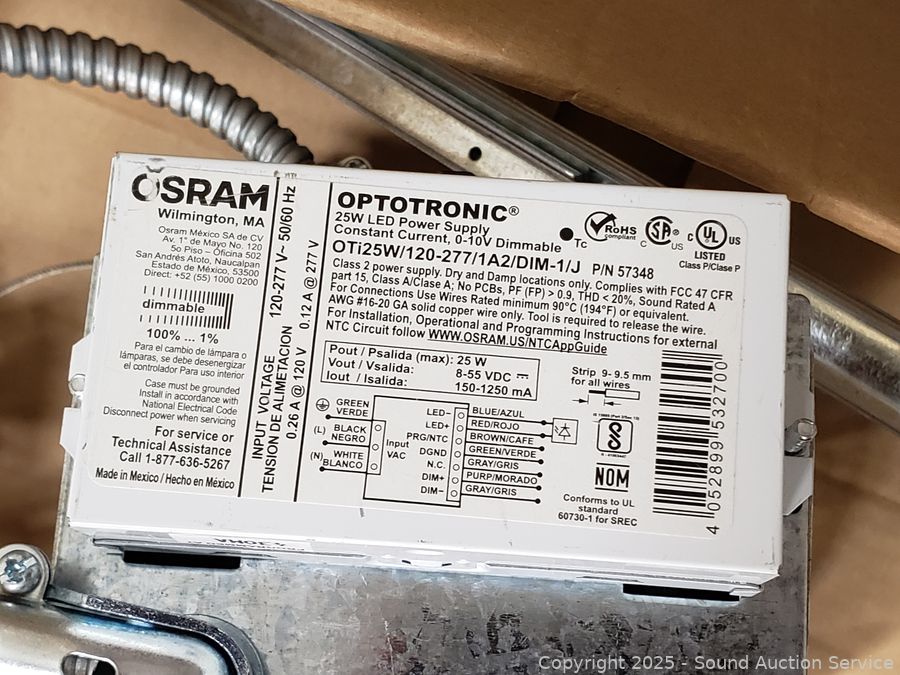 OSRAM
Wilmington, MA
Osram México SA de CV
Av. 1° de Mayo No. 120
5o Piso - Oficina 502
San Andrés Atoto, Naucalpan
Estado de México, 53500
Direct: +52 (55) 1000 0200
dimmable
100% ... 1%
Para el cambio de lámpara o
lámparas, se debe desenergizar
el controlador Para uso interior
Case must be grounded
Install in accordance with
National Electrical Code
Disconnect power when servicing
For service or
Technical Assistance
Call 1-877-636-5267
Made in Mexico / Hecho en México
INPUT VOLTAGE
TENSION DE ALIMETACION 120-277 V~ 50/60 Hz
0.26 A @ 120 V 0.12 A @ 277 V
OPTOTRONIC®
25W LED Power Supply
Constant Current, 0-10V Dimmable
Tc
RoHS
compliant
SA
C US
C UL US
LISTED
Class P/Clase P
OTi25W/120-277/1A2/DIM-1/J P/N 57348
Class 2 power supply. Dry and Damp locations only. Complies with FCC 47 CFR
part 15, Class A/Clase A; No PCBs, PF (FP) > 0.9, THD < 20%, Sound Rated A
For Connections Use Wires Rated minimum 90°C (194°F) or equivalent.
AWG #16-20 GA solid copper wire only. Tool is required to release the wire.
For Installation, Operational and Programming Instructions for external
NTC Circuit follow WWW.OSRAM.US/NTCAppGuide
Pout / Psalida (max): 25 W
Vout / Vsalida: 8-55 VDC
Iout / Isalida: 150-1250 mA
Strip 9- 9.5 mm
for all wires
GREEN
VERDE
(L) BLACK
NEGRO
(N) WHITE
BLANCO
Input
VAC
LED− BLUE/AZUL
LED+ RED/ROJO
PRG/NTC BROWN/CAFE
DGND GREEN/VERDE
N.C. GRAY/GRIS
DIM+ PURP/MORADO
DIM− GRAY/GRIS
NOM
Conforms to UL
standard
60730-1 for SREC
4 052899 532700
Copyright 2025 - Sound Auction Service